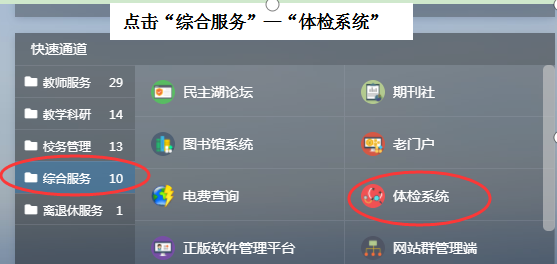 点击“综合服务”—“体检系统”
快速通道
教师服务 29
教学科研 14
校务管理 13
综合服务 10
离退休服务 1
民主湖论坛 期刊社
图书馆系统 老门户
电费查询 体检系统
正版软件管理平台 网站群管理端